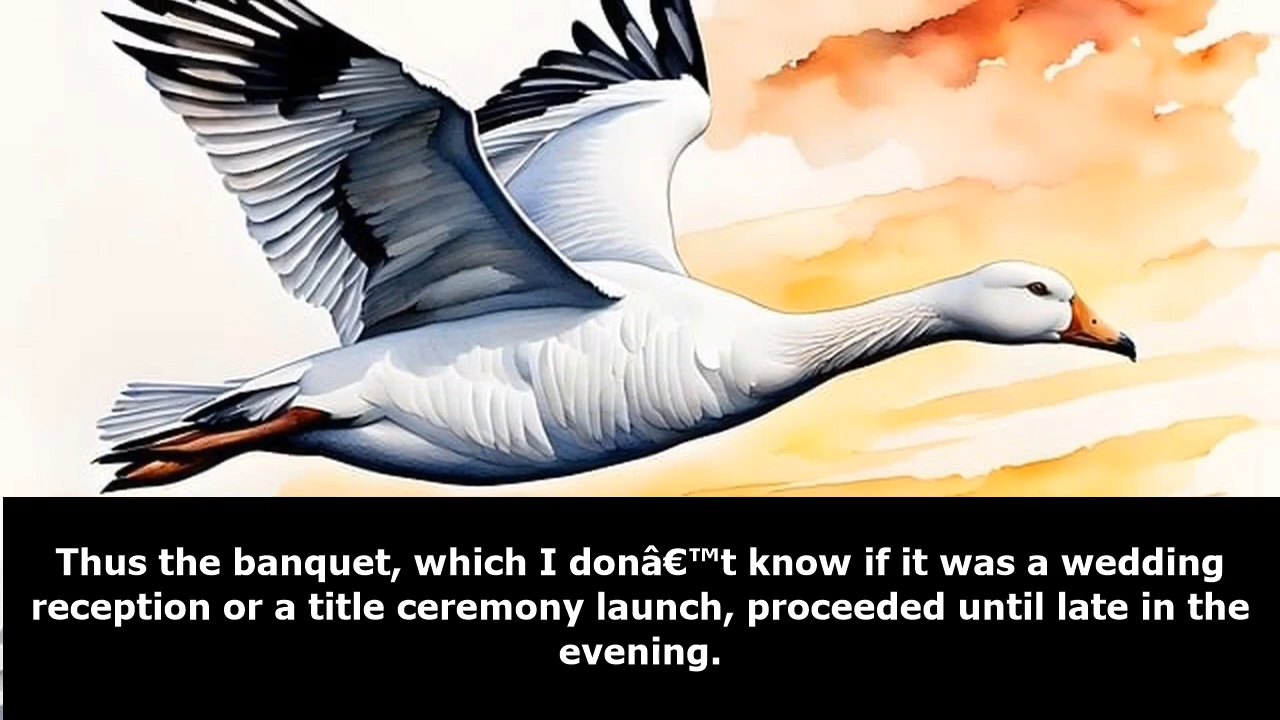 Thus the banquet, which I donâ€™t know if it was a wedding
reception or a title ceremony launch, proceeded until late in the
evening.